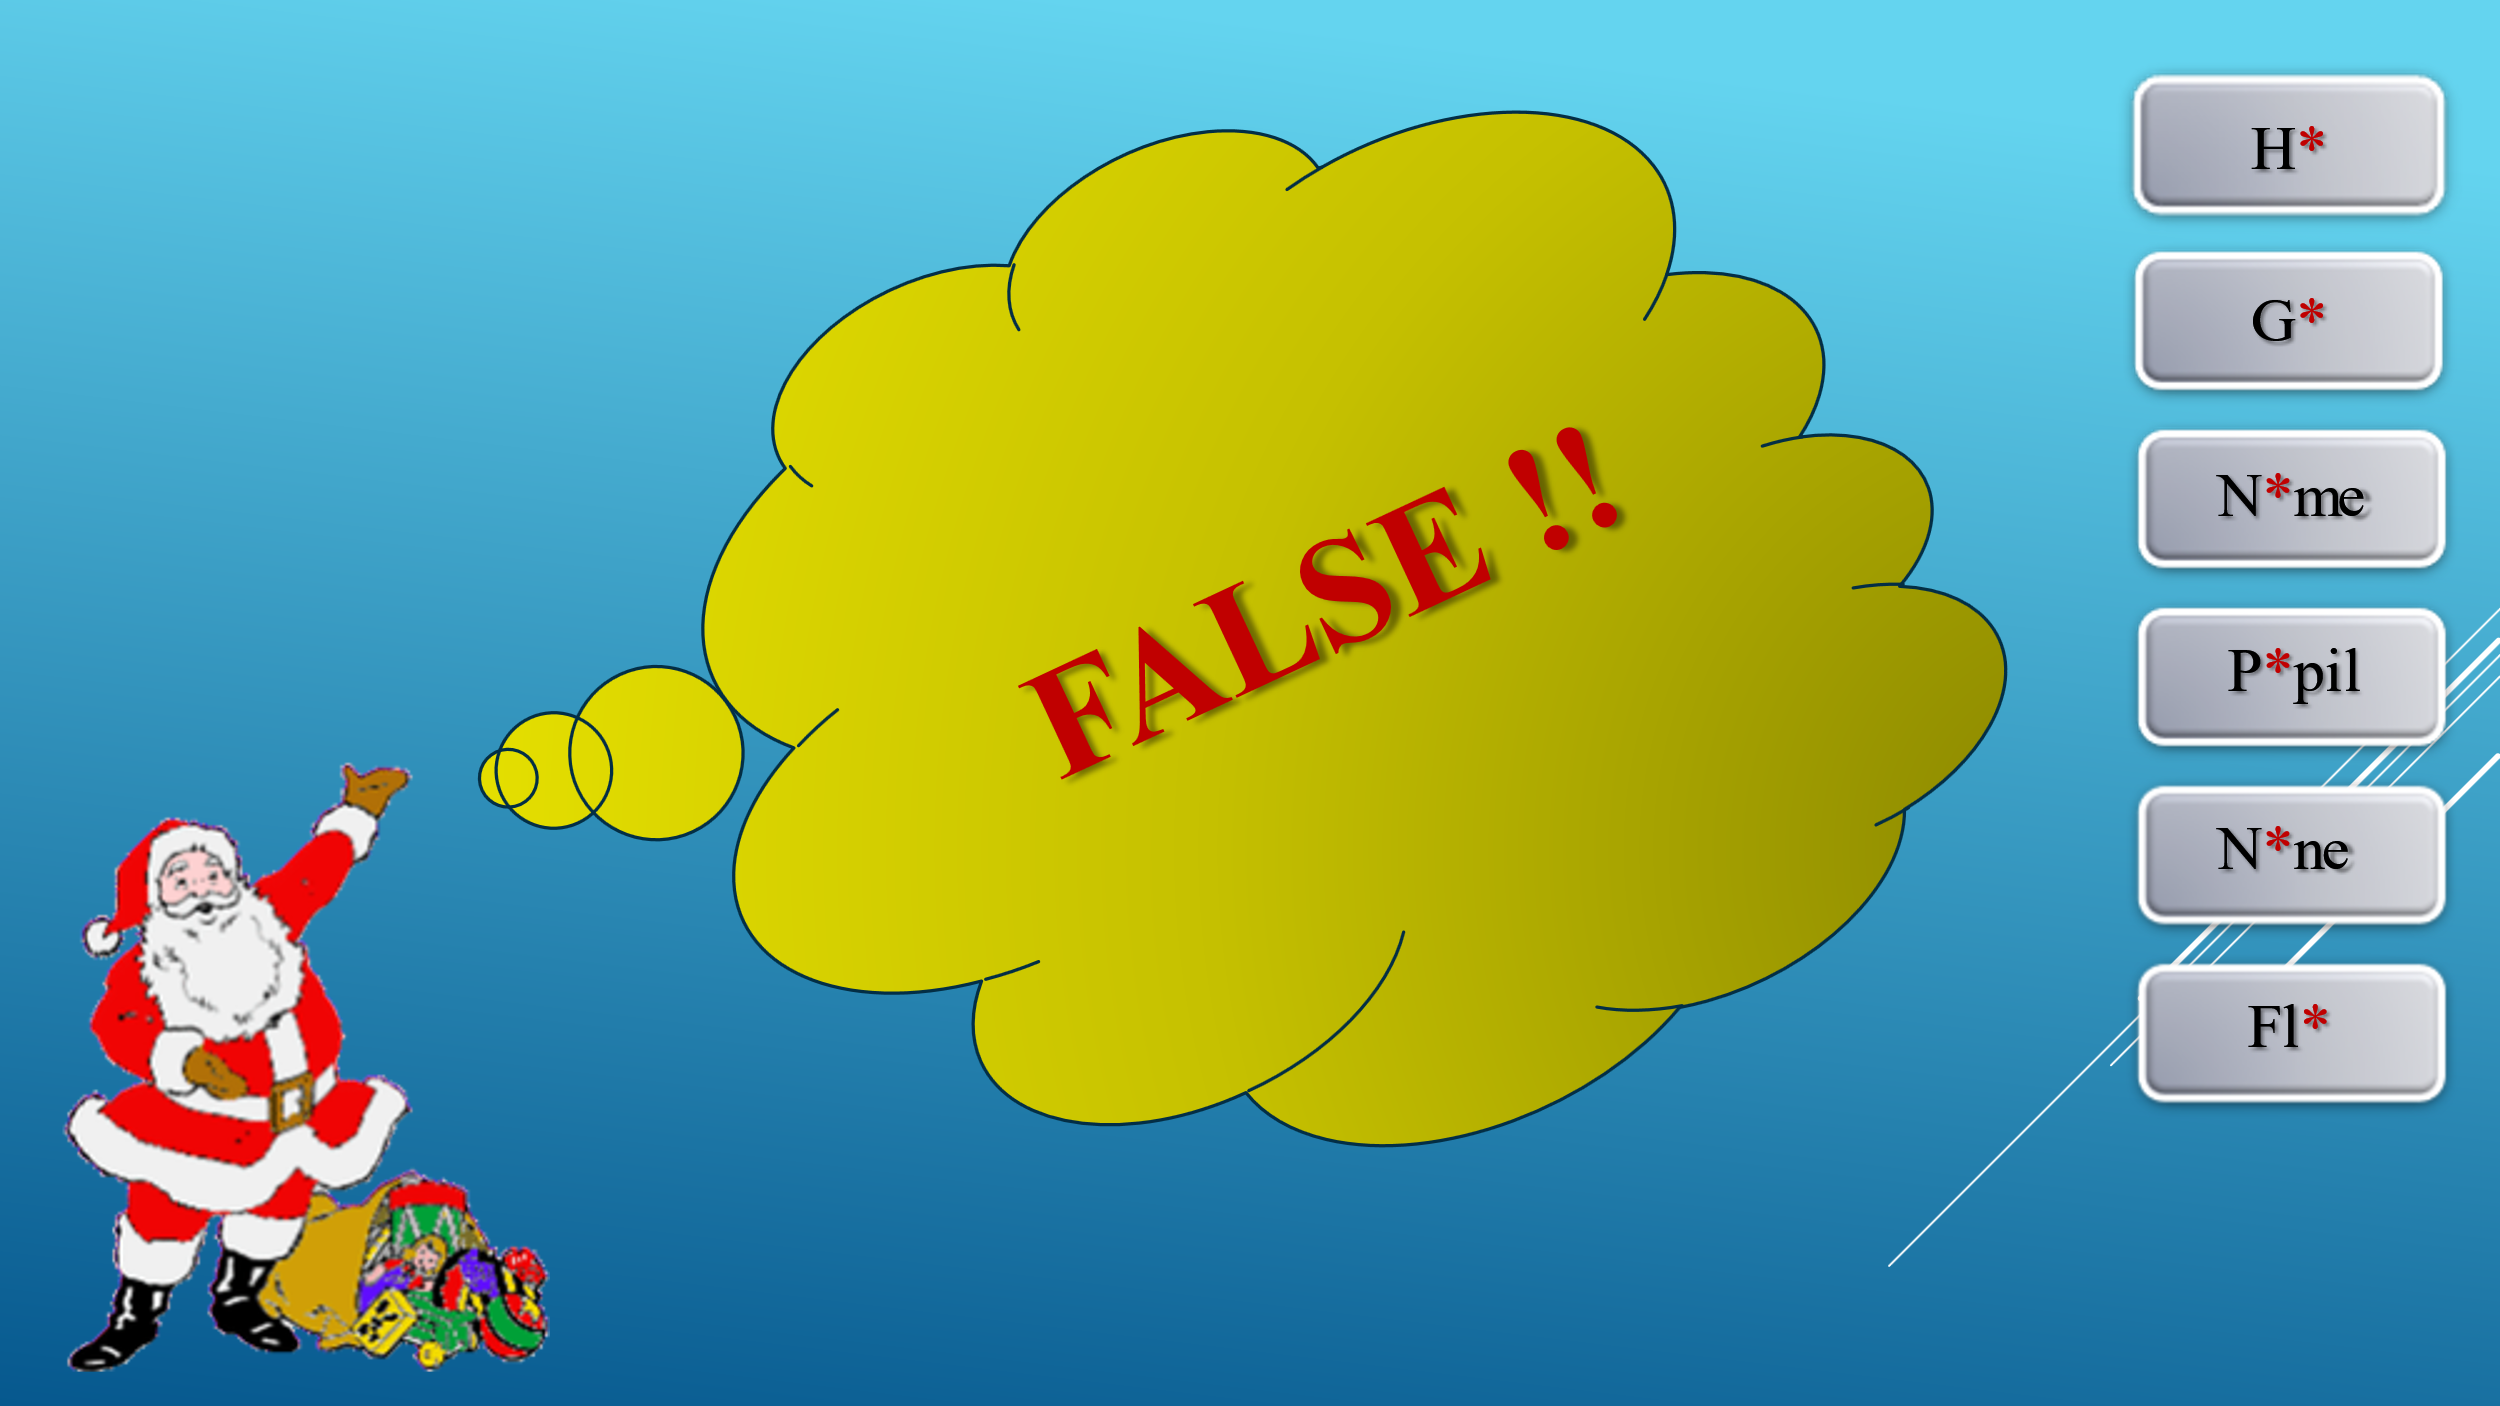 H*
G*
N*me
FALSE !!
P*pil
N*ne
Fl*